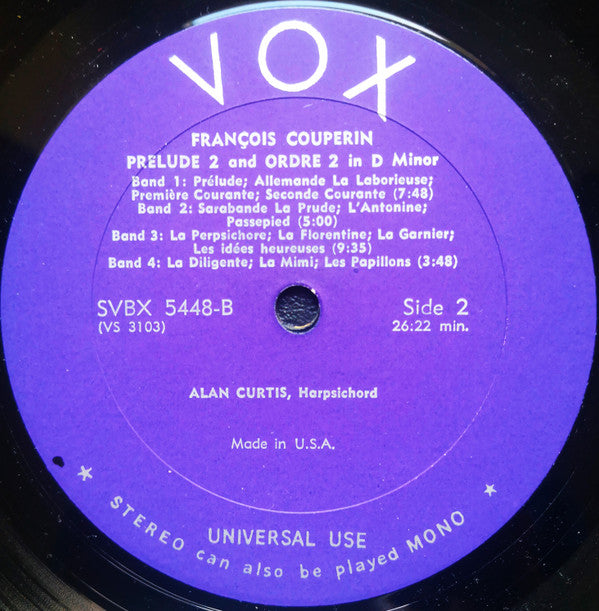 VOX
FRANÇOIS COUPERIN
PRELUDE 2 and ORDRE 2 in D Minor
Band 1: Prélude; Allemande La Laborieuse;
Première Courante; Seconde Courante (7:48)
Band 2: Sarabande La Prude; L'Antonine;
Passepied (5:00)
Band 3: La Perpsichore; La Florentine; La Garnier;
Les idées heureuses (9:35)
Band 4: La Diligente; La Mimi; Les Papillons (3:48)
SVBX 5448-B Side 2
(VS 3103) 26:22 min.
ALAN CURTIS, Harpsichord
Made in U.S.A.
UNIVERSAL USE
★ STEREO can also be played MONO ★